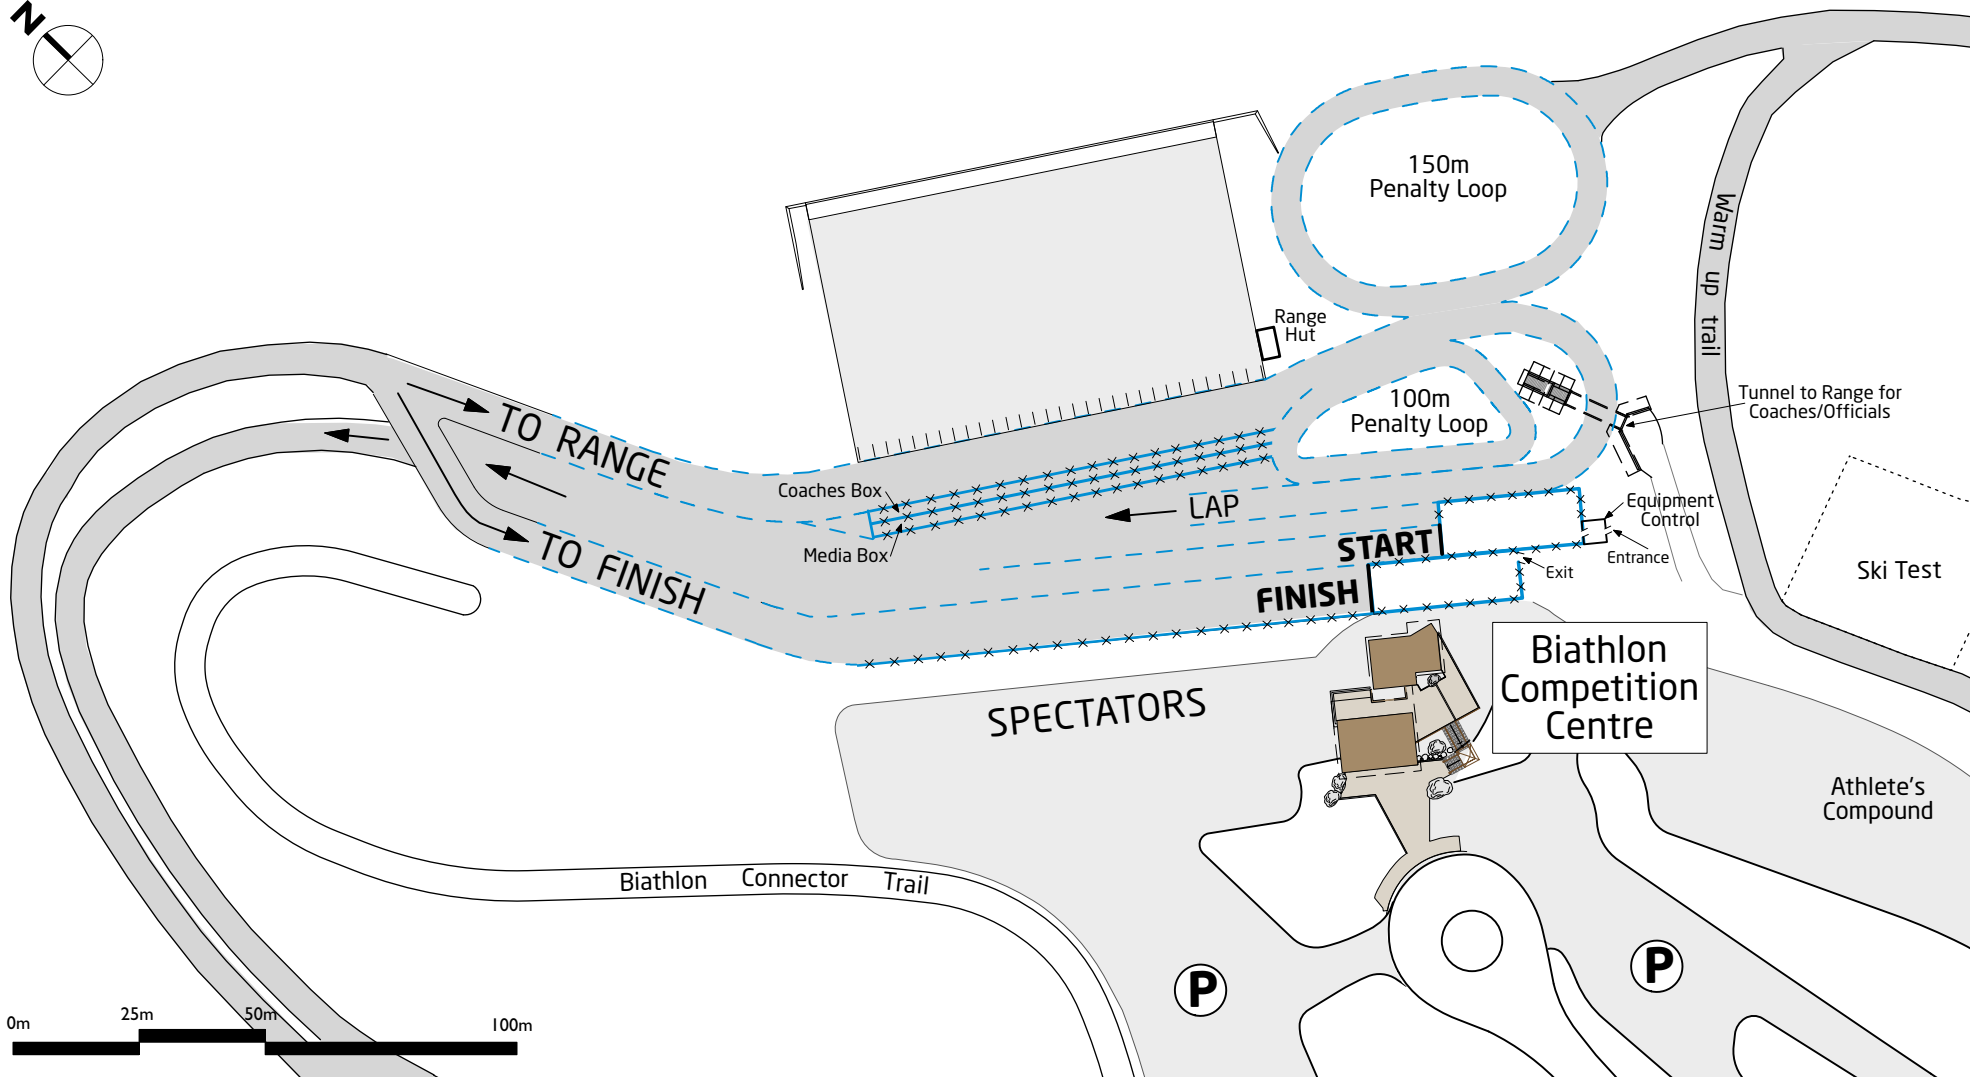 N
150m
Penalty Loop
Warm up trail
Range
Hut
Tunnel to Range for
Coaches/Officials
100m
Penalty Loop
TO RANGE
Coaches Box
Media Box
LAP
Equipment
Control
START
Entrance
Exit
TO FINISH
FINISH
Ski Test
Biathlon
Competition
Centre
SPECTATORS
Athlete's
Compound
Biathlon Connector Trail
P
P
0m 25m 50m 100m